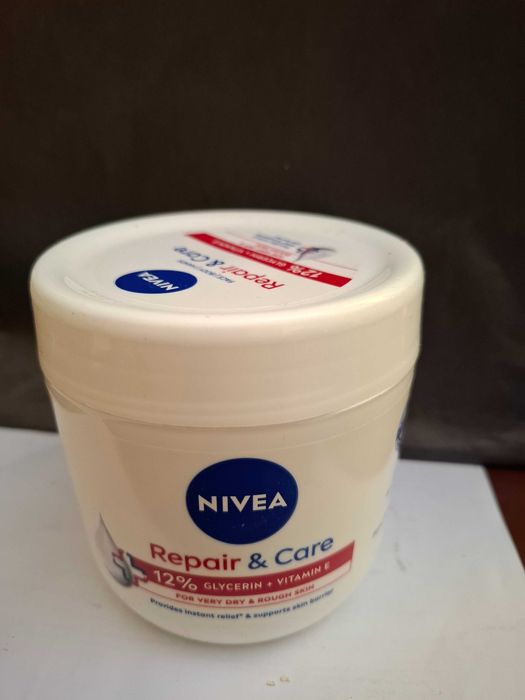 NIVEA
Repair & Care
12% GLYCERIN + VITAMIN E
NIVEA
Repair & Care
12% GLYCERIN + VITAMIN E
FOR VERY DRY & ROUGH SKIN
Provides instant relief* & supports skin barrier